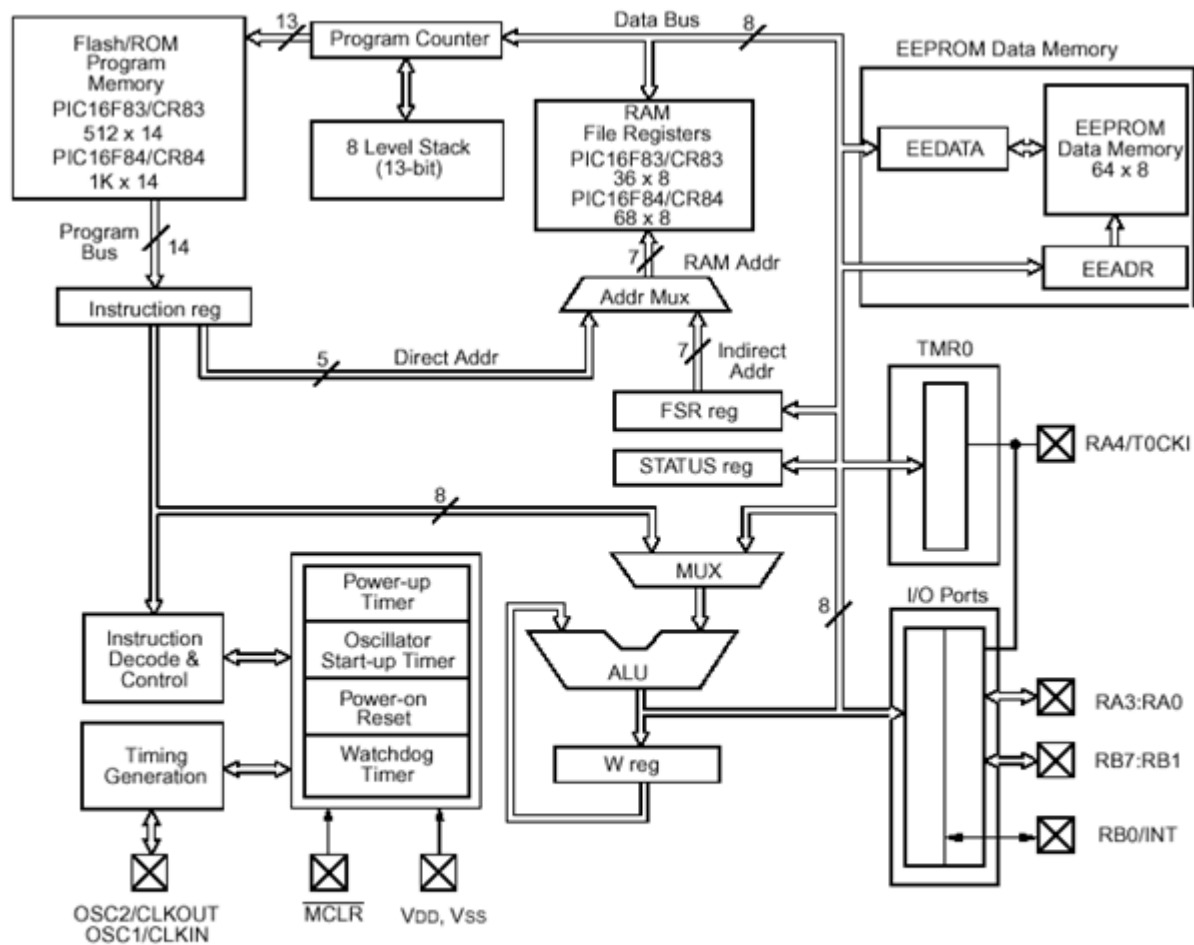 Flash/ROM
Program
Memory
PIC16F83/CR83
512 x 14
PIC16F84/CR84
1K x 14
13
Program Counter
Data Bus
8
8 Level Stack
(13-bit)
RAM
File Registers
PIC16F83/CR83
36 x 8
PIC16F84/CR84
68 x 8
EEPROM Data Memory
EEDATA
EEPROM
Data Memory
64 x 8
EEADR
Program
Bus
14
7
RAM Addr
Addr Mux
Instruction reg
5
Direct Addr
7
Indirect
Addr
FSR reg
STATUS reg
TMR0
RA4/T0CKI
8
MUX
8
I/O Ports
Power-up
Timer
Oscillator
Start-up Timer
Power-on
Reset
Watchdog
Timer
Instruction
Decode &
Control
Timing
Generation
ALU
W reg
RA3:RA0
RB7:RB1
RB0/INT
OSC2/CLKOUT
OSC1/CLKIN
MCLR
VDD, VSS